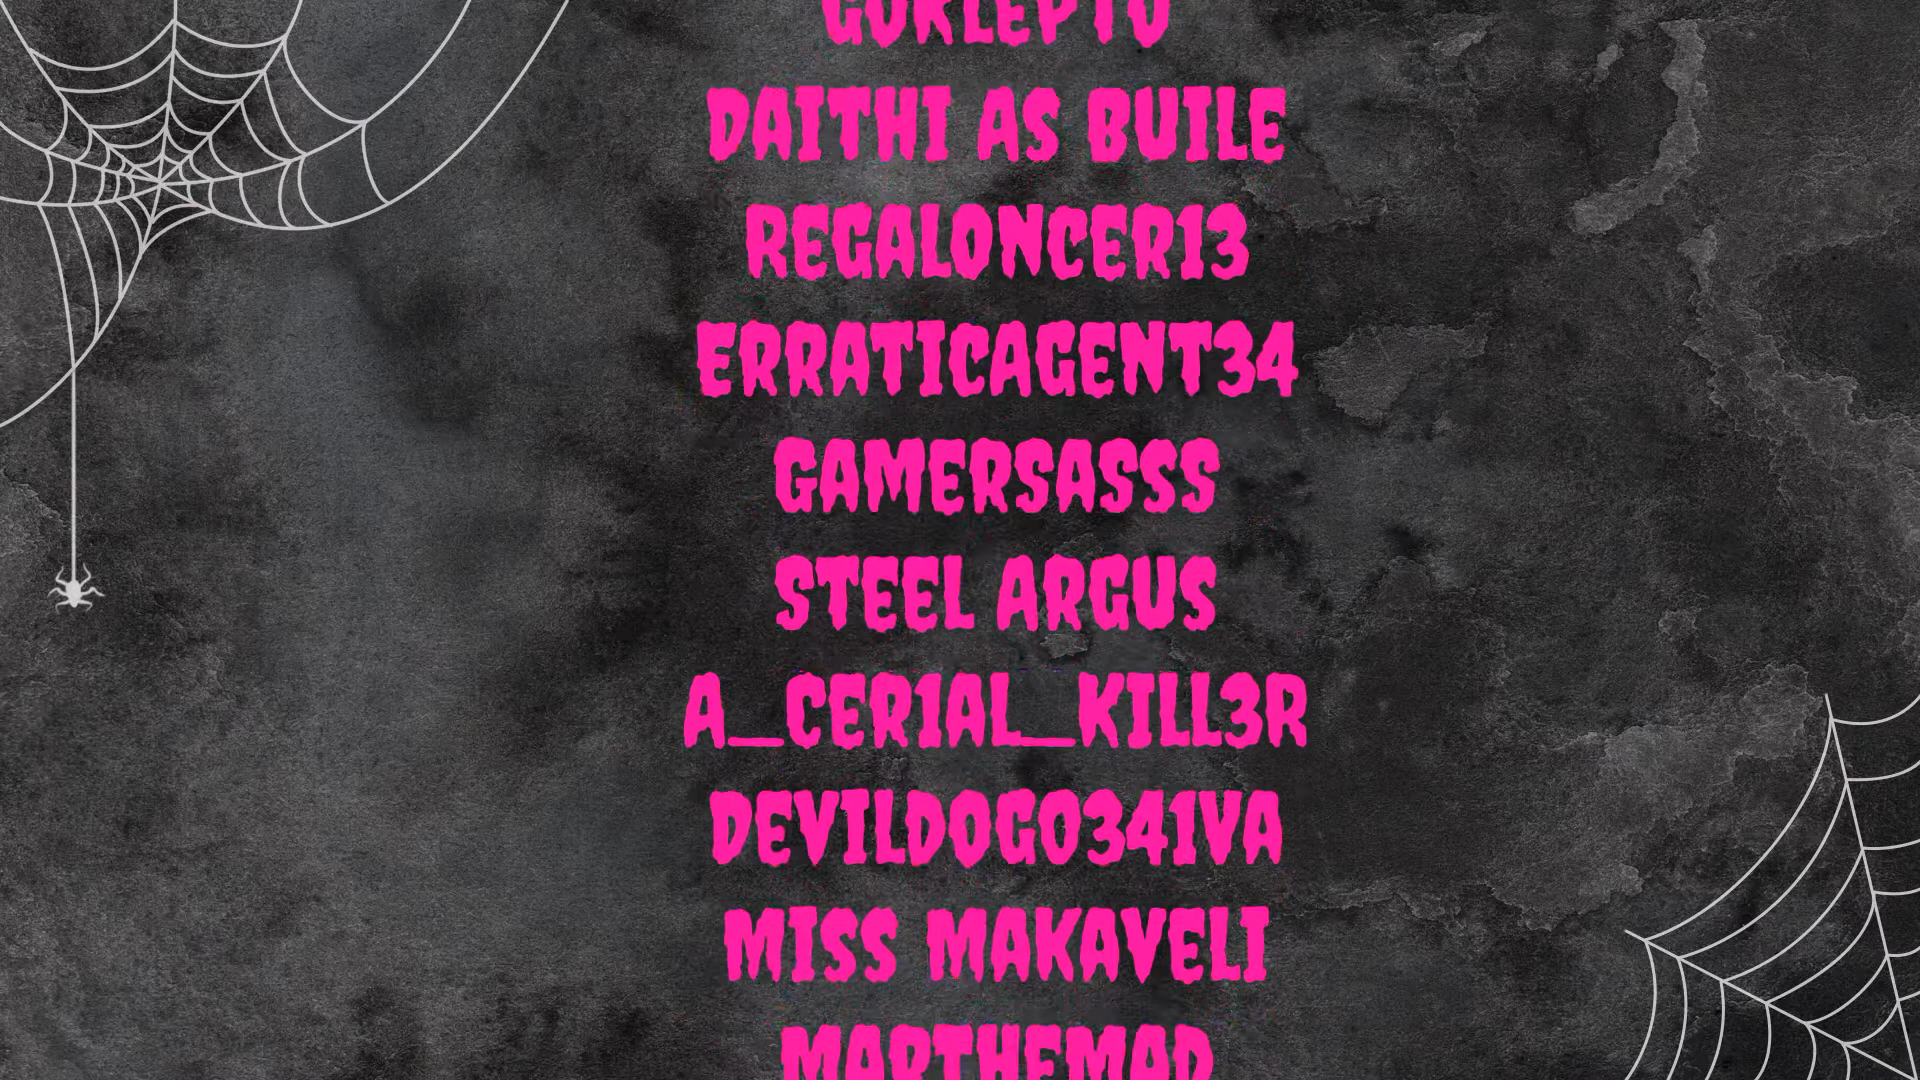 DAITHI AS BUILE
REGALONCER13
ERRATICAGENT34
GAMERSASSS
STEEL ARGUS
A_CER1AL_KILL3R
DEVILDOG0341VA
MISS MAKAVELI